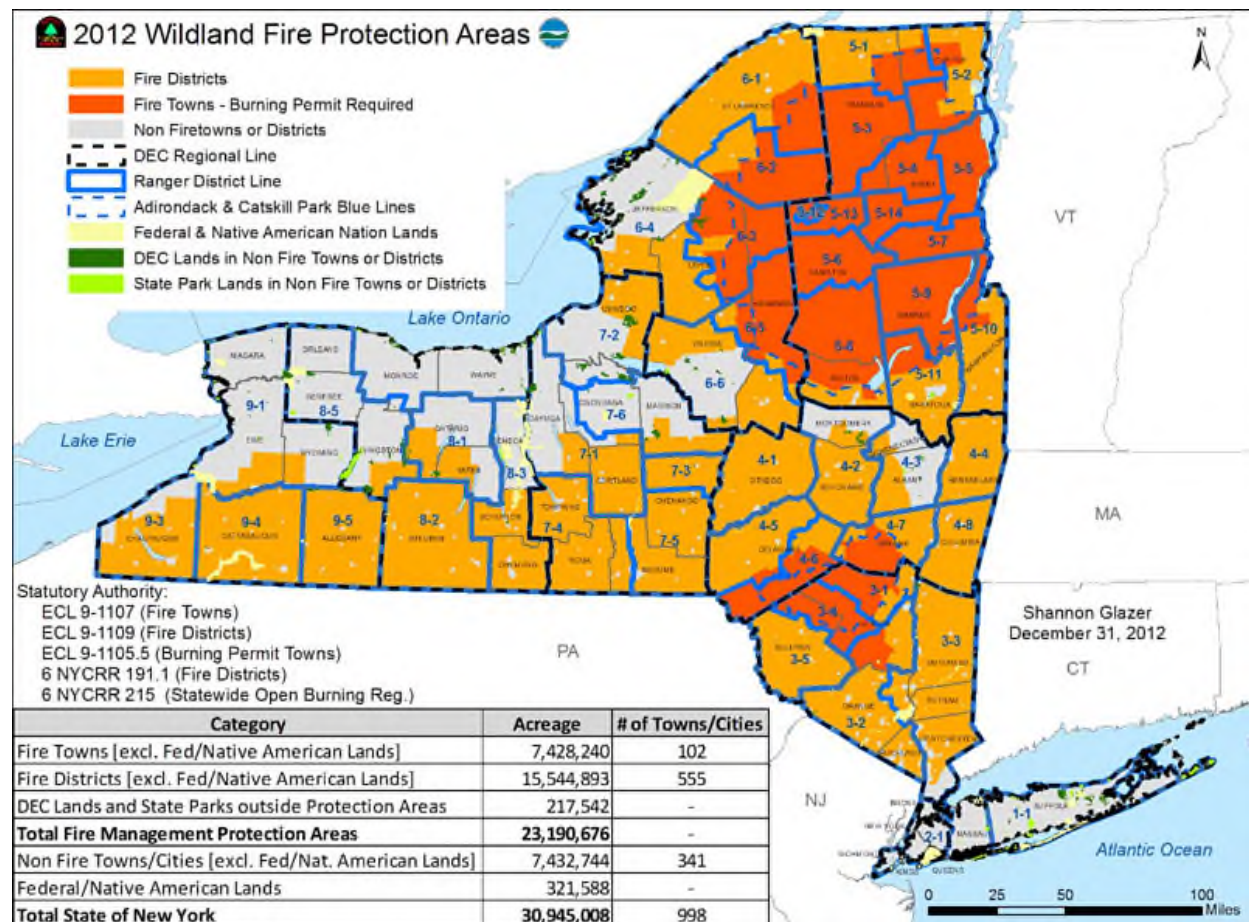 2012 Wildland Fire Protection Areas
Fire Districts
Fire Towns - Burning Permit Required
Non Firetowns or Districts
DEC Regional Line
Ranger District Line
Adirondack & Catskill Park Blue Lines
Federal & Native American Nation Lands
DEC Lands in Non Fire Towns or Districts
State Park Lands in Non Fire Towns or Districts
N
5-1
5-2
6-1
5-3
6-2
5-4
5-5
VT
JEFFERSON
6-4
5-12
5-13
5-14
6-3
5-7
5-6
5-9
Lake Ontario
7-2
6-5
5-8
5-10
5-11
NIAGARA
ORLEANS
MONROE
WAYNE
6-6
9-1
8-5
7-6
MADISON
Lake Erie
ERIE
WYOMING
8-1
8-3
7-1
7-3
4-1
4-2
4-3
4-4
MA
9-3
9-4
9-5
8-2
7-4
7-5
4-5
4-7
4-8
4-6
3-1
3-4
3-3
3-5
3-2
Statutory Authority:
ECL 9-1107 (Fire Towns)
ECL 9-1109 (Fire Districts)
ECL 9-1105.5 (Burning Permit Towns)
6 NYCRR 191.1 (Fire Districts)
6 NYCRR 215 (Statewide Open Burning Reg.)
PA
Shannon Glazer
December 31, 2012
CT
NJ
SUFFOLK
1-1
NASSAU
2-1
QUEENS
Atlantic Ocean
0 25 50 100
Miles
Category Acreage # of Towns/Cities
Fire Towns [excl. Fed/Native American Lands] 7,428,240 102
Fire Districts [excl. Fed/Native American Lands] 15,544,893 555
DEC Lands and State Parks outside Protection Areas 217,542 -
Total Fire Management Protection Areas 23,190,676 -
Non Fire Towns/Cities [excl. Fed/Nat. American Lands] 7,432,744 341
Federal/Native American Lands 321,588 -
Total State of New York 30,945,008 998